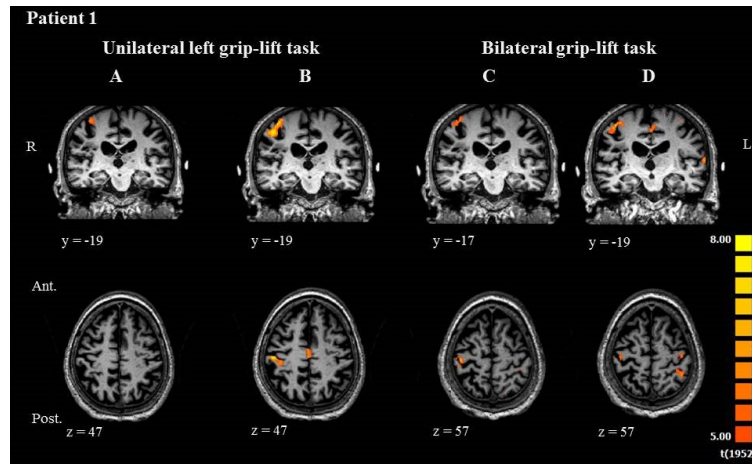 Patient 1
Unilateral left grip-lift task
Bilateral grip-lift task
A
B
C
D
R
L
y = -19
y = -19
y = -17
y = -19
8.00
Ant.
Post.
z = 47
z = 47
z = 57
z = 57
5.00
t(1952